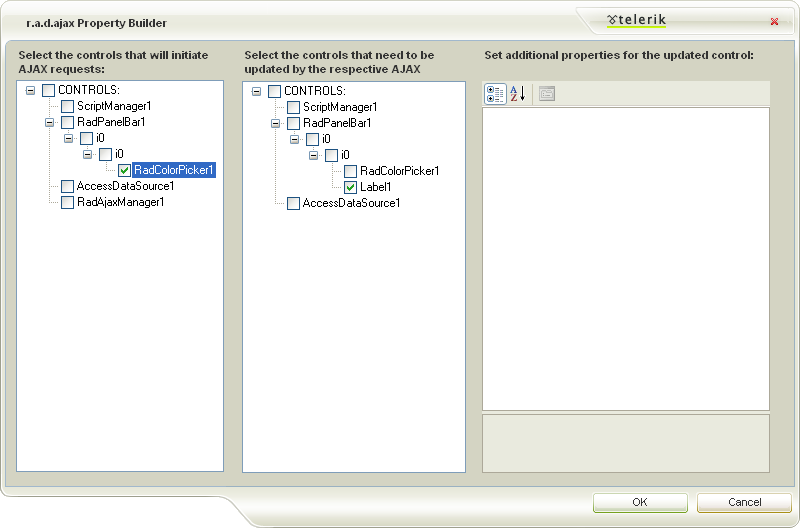 r.a.d.ajax Property Builder
telerik
Select the controls that will initiate
AJAX requests:
CONTROLS:
ScriptManager1
RadPanelBar1
i0
i0
RadColorPicker1
AccessDataSource1
RadAjaxManager1
Select the controls that need to be
updated by the respective AJAX
CONTROLS:
ScriptManager1
RadPanelBar1
i0
i0
RadColorPicker1
Label1
AccessDataSource1
Set additional properties for the updated control:
A
Z
OK
Cancel